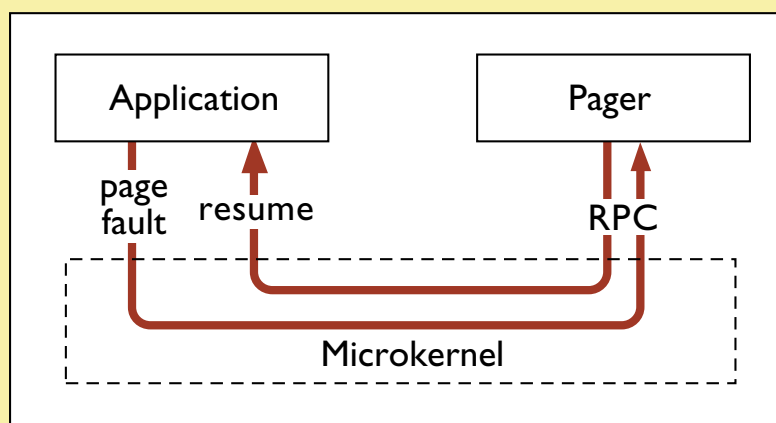 Application
Pager
page
fault
resume
RPC
Microkernel